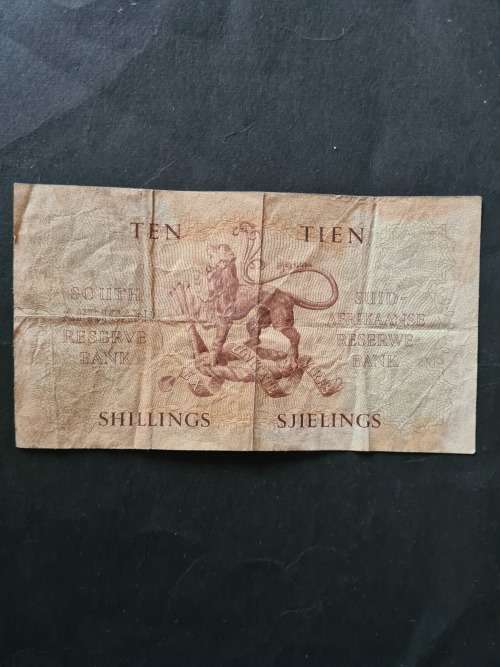 TEN TIEN
SOUTH
AFRICAN
RESERVE
BANK
SUID-
AFRIKAANSE
RESERWE-
BANK
SHILLINGS SJIELINGS